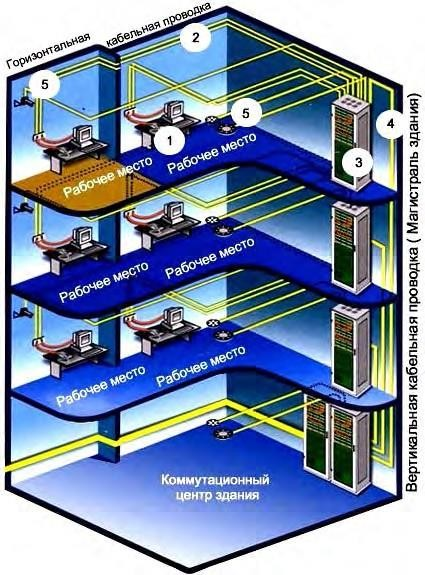 Горизонтальная кабельная проводка
2
5
5
1
4
3
Рабочее место
Рабочее место
Рабочее место
Рабочее место
Рабочее место
Рабочее место
Коммутационный
центр здания
Вертикальная кабельная проводка ( Магистраль здания)